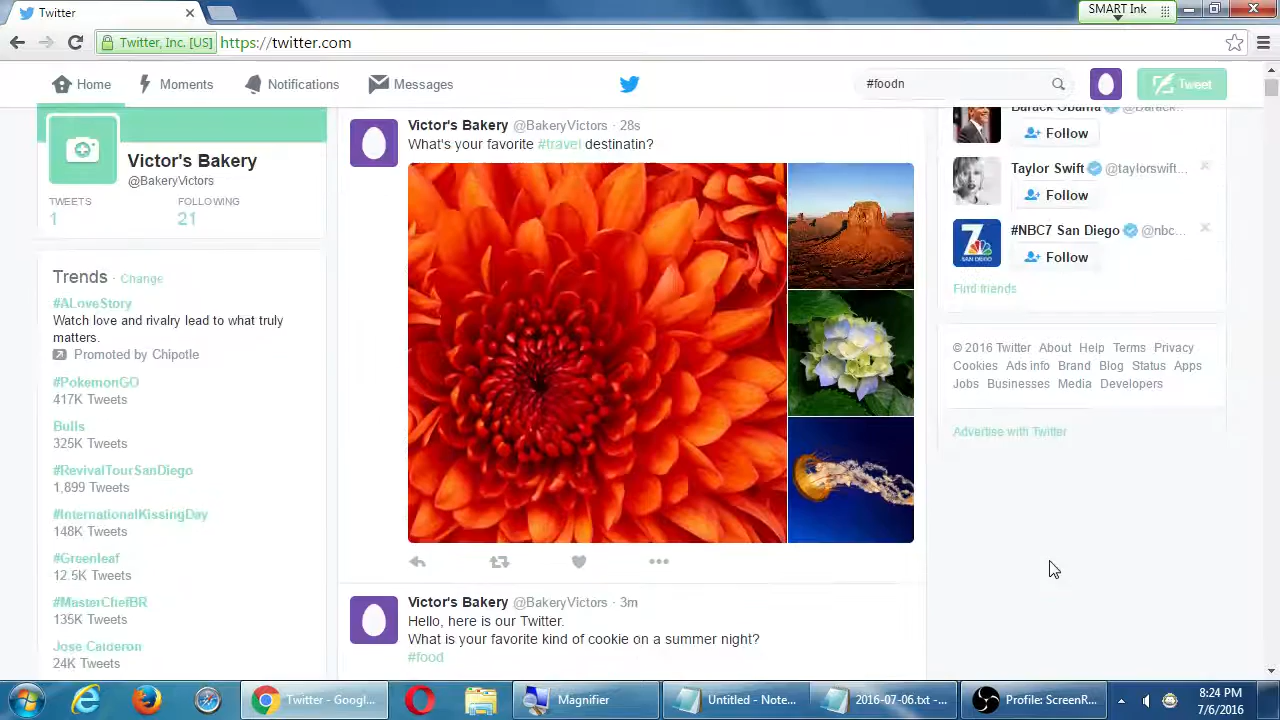 Twitter
SMART Ink
Twitter, Inc. [US]
https://twitter.com
Home
Moments
Notifications
Messages
#foodn
Tweet
Victor's Bakery
@BakeryVictors
TWEETS
FOLLOWING
1
21
Trends · Change
#ALoveStory
Watch love and rivalry lead to what truly
matters.
Promoted by Chipotle
#PokemonGO
417K Tweets
Bulls
325K Tweets
#RevivalTourSanDiego
1,899 Tweets
#InternationalKissingDay
148K Tweets
#Greenleaf
12.5K Tweets
#MasterChefBR
135K Tweets
Jose Calderon
24K Tweets
Victor's Bakery @BakeryVictors · 28s
What's your favorite #travel destinatin?
Victor's Bakery @BakeryVictors · 3m
Hello, here is our Twitter.
What is your favorite kind of cookie on a summer night?
#food
Barack Obama @Barack...
Follow
Taylor Swift @taylorswift...
Follow
7
SAN DIEGO
#NBC7 San Diego @nbc...
Follow
Find friends
© 2016 Twitter About Help Terms Privacy
Cookies Ads info Brand Blog Status Apps
Jobs Businesses Media Developers
Advertise with Twitter
Twitter - Googl...
Magnifier
Untitled - Note...
2016-07-06.txt -...
Profile: ScreenR...
8:24 PM
7/6/2016